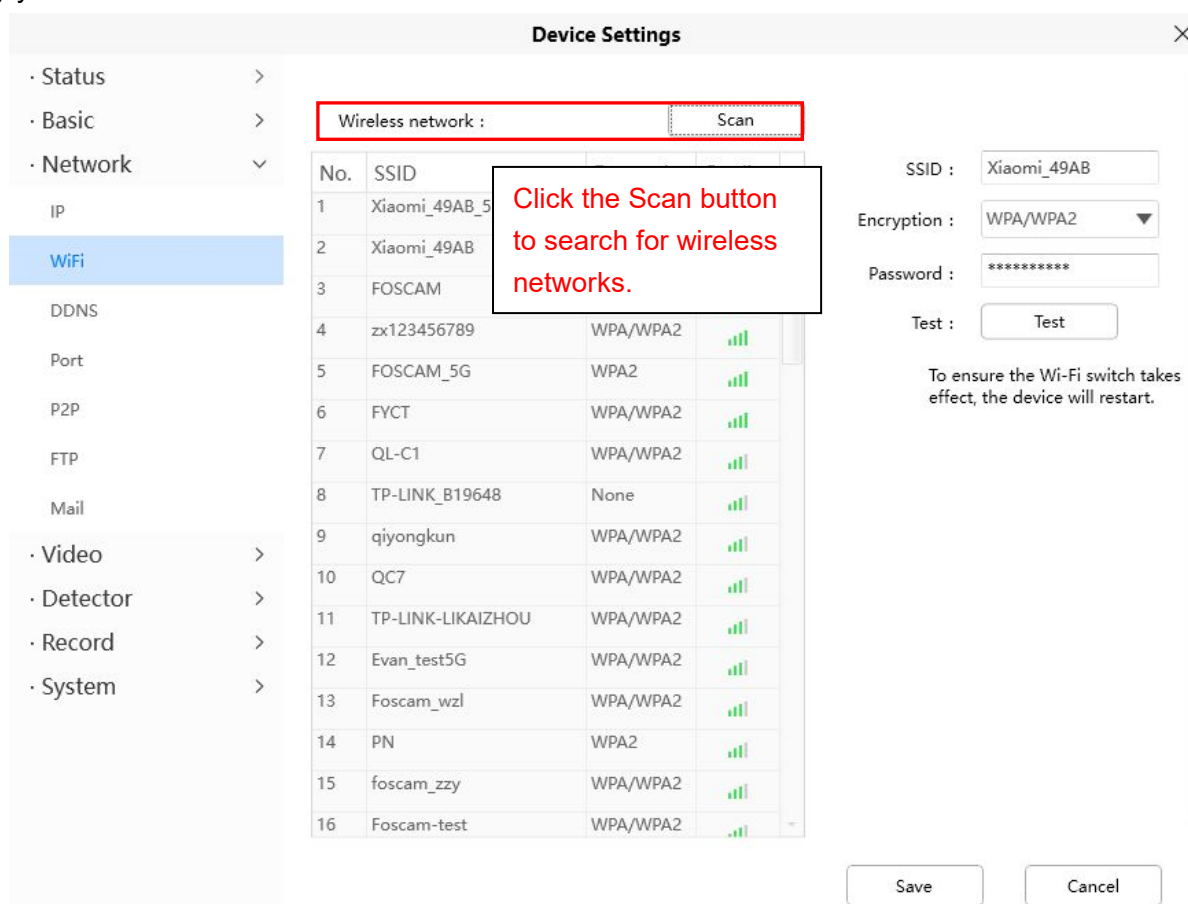 Device Settings
· Status
· Basic
· Network
IP
WiFi
DDNS
Port
P2P
FTP
Mail
· Video
· Detector
· Record
· System
Wireless network : Scan
No. SSID
1 Xiaomi_49AB_5
2 Xiaomi_49AB
3 FOSCAM
4 zx123456789 WPA/WPA2
5 FOSCAM_5G WPA2
6 FYCT WPA/WPA2
7 QL-C1 WPA/WPA2
8 TP-LINK_B19648 None
9 qiyongkun WPA/WPA2
10 QC7 WPA/WPA2
11 TP-LINK-LIKAIZHOU WPA/WPA2
12 Evan_test5G WPA/WPA2
13 Foscam_wzl WPA/WPA2
14 PN WPA2
15 foscam_zzy WPA/WPA2
16 Foscam-test WPA/WPA2
Click the Scan button
to search for wireless
networks.
SSID : Xiaomi_49AB
Encryption : WPA/WPA2
Password : **********
Test : Test
To ensure the Wi-Fi switch takes
effect, the device will restart.
Save Cancel